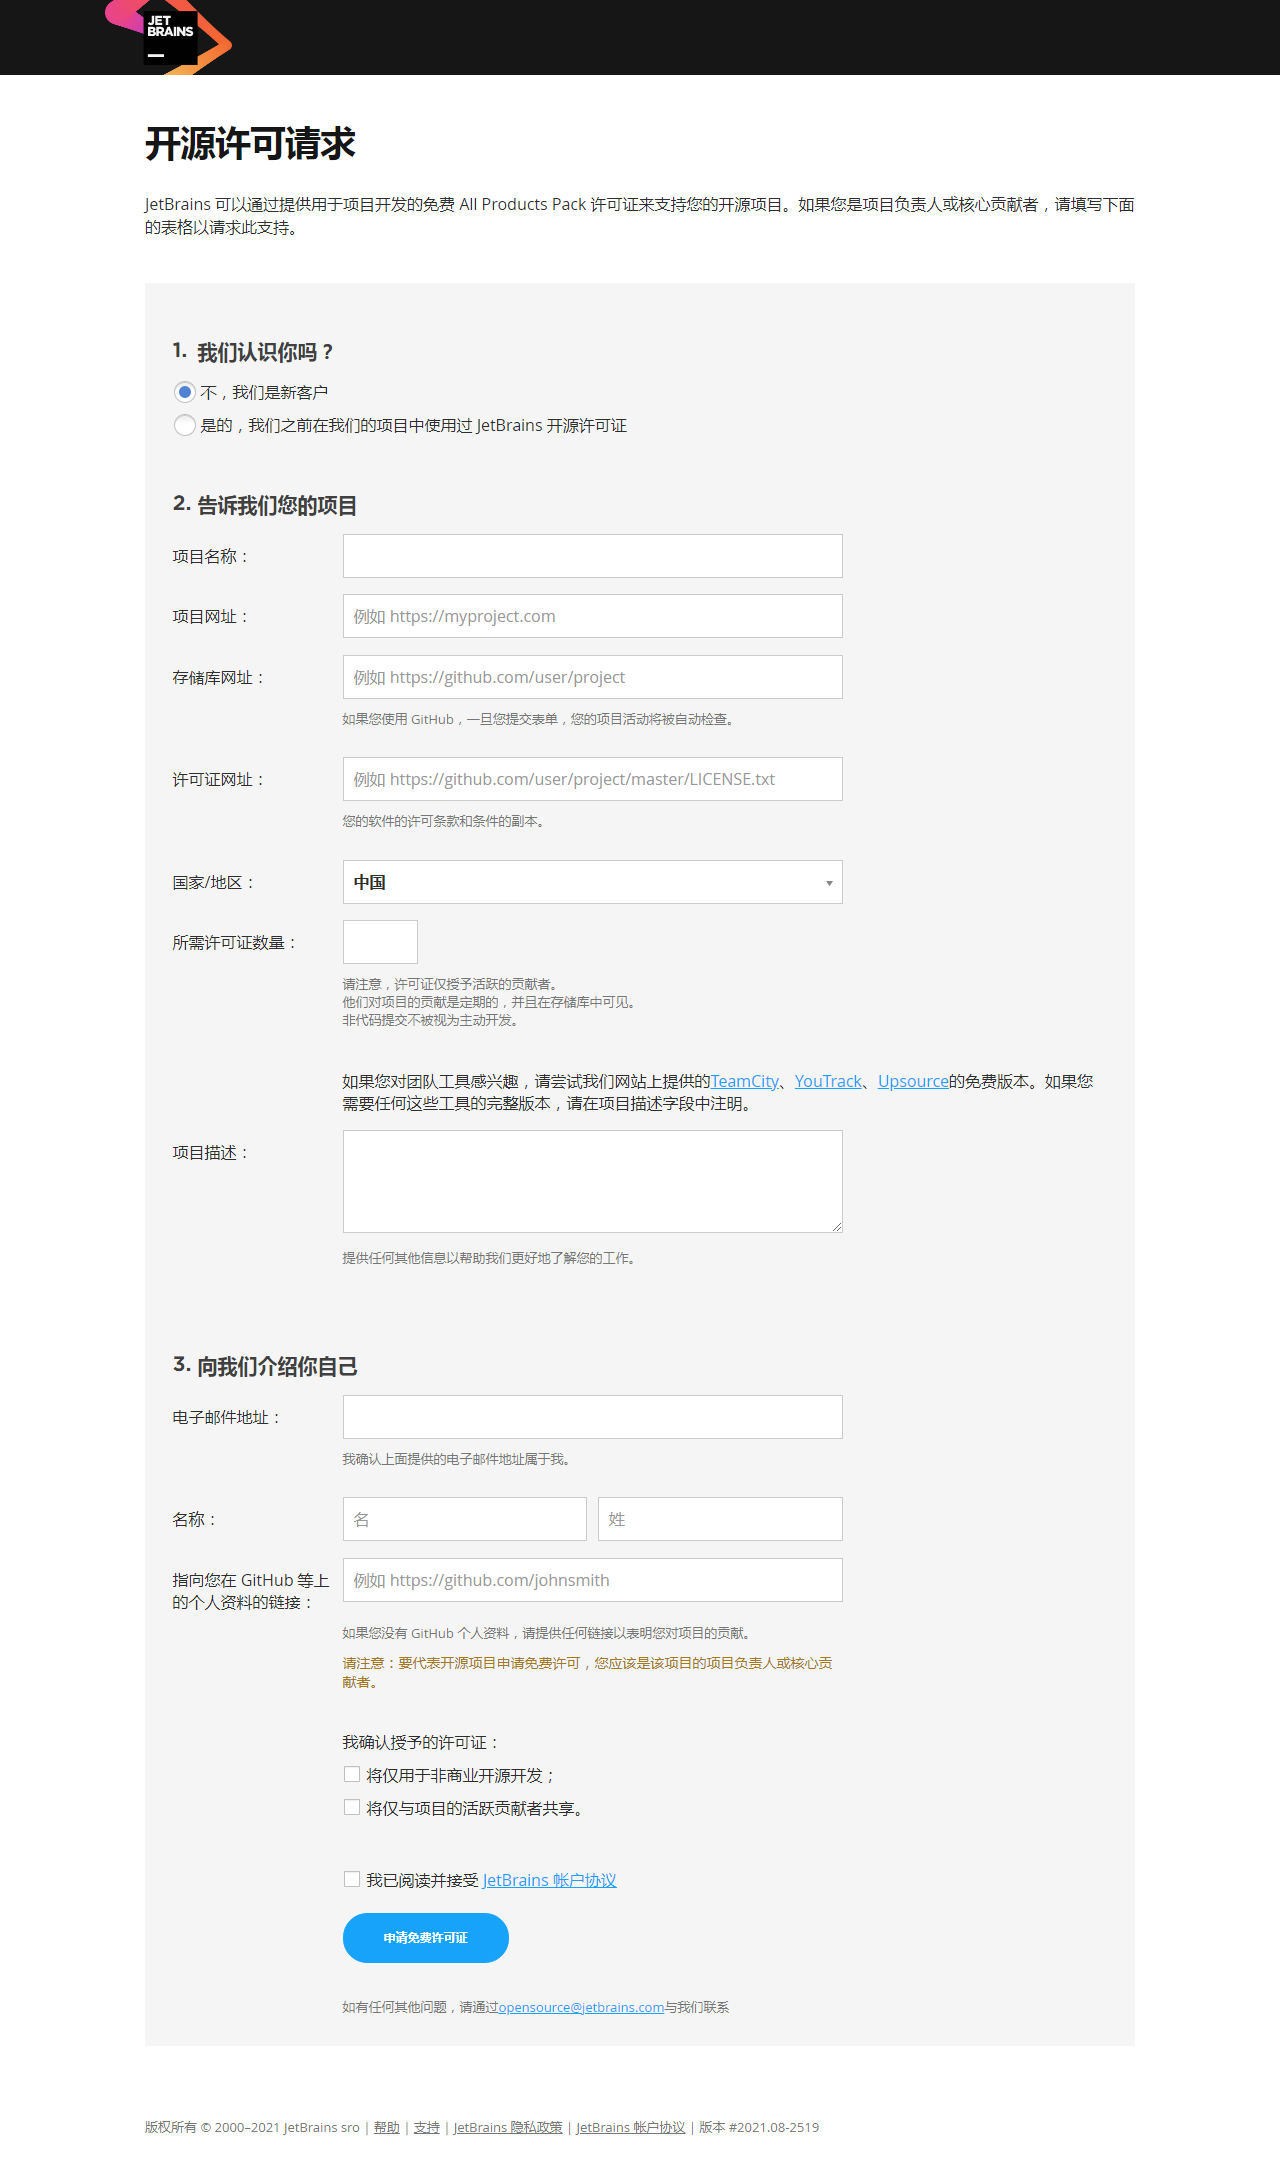 JET
BRAINS
开源许可请求
JetBrains 可以通过提供用于项目开发的免费 All Products Pack 许可证来支持您的开源项目。如果您是项目负责人或核心贡献者，请填写下面
的表格以请求此支持。
1. 我们认识你吗？
不，我们是新客户
是的，我们之前在我们的项目中使用过 JetBrains 开源许可证
2. 告诉我们您的项目
项目名称：
项目网址：
例如 https://myproject.com
存储库网址：
例如 https://github.com/user/project
如果您使用 GitHub，一旦您提交表单，您的项目活动将被自动检查。
许可证网址：
例如 https://github.com/user/project/master/LICENSE.txt
您的软件的许可条款和条件的副本。
国家/地区：
中国
所需许可证数量：
请注意，许可证仅授予活跃的贡献者。
他们对项目的贡献是定期的，并且在存储库中可见。
非代码提交不被视为主动开发。
如果您对团队工具感兴趣，请尝试我们网站上提供的TeamCity、YouTrack、Upsource的免费版本。如果您
需要任何这些工具的完整版本，请在项目描述字段中注明。
项目描述：
提供任何其他信息以帮助我们更好地了解您的工作。
3. 向我们介绍你自己
电子邮件地址：
我确认上面提供的电子邮件地址属于我。
名称：
名
姓
指向您在 GitHub 等上
的个人资料的链接：
例如 https://github.com/johnsmith
如果您没有 GitHub 个人资料，请提供任何链接以表明您对项目的贡献。
请注意：要代表开源项目申请免费许可，您应该是该项目的项目负责人或核心贡
献者。
我确认授予的许可证：
将仅用于非商业开源开发；
将仅与项目的活跃贡献者共享。
我已阅读并接受 JetBrains 帐户协议
申请免费许可证
如有任何其他问题，请通过opensource@jetbrains.com与我们联系
版权所有 © 2000–2021 JetBrains sro | 帮助 | 支持 | JetBrains 隐私政策 | JetBrains 帐户协议 | 版本 #2021.08-2519